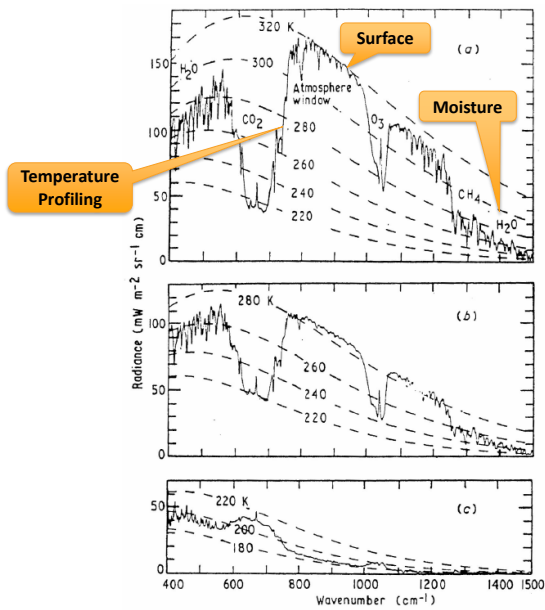 Surface
Moisture
Temperature
Profiling
Radiance (mW m⁻² sr⁻¹ cm)
(a)
320 K
300
H₂O
Atmosphere
window
CO₂
280
O₃
260
240
220
CH₄
H₂O
150
100
50
0
(b)
280 K
260
240
220
100
50
0
(c)
220 K
200
180
50
0
400 600 800 1000 1200 1400 1500
Wavenumber (cm⁻¹)